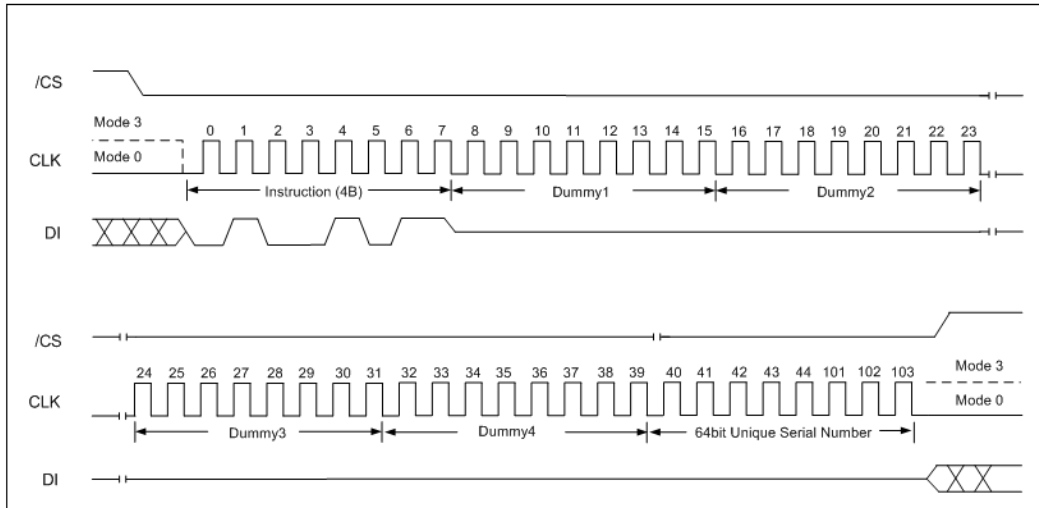 /CS
Mode 3
0 1 2 3 4 5 6 7 8 9 10 11 12 13 14 15 16 17 18 19 20 21 22 23
CLK
Mode 0
Instruction (4B) Dummy1 Dummy2
DI
/CS
24 25 26 27 28 29 30 31 32 33 34 35 36 37 38 39 40 41 42 43 44 101 102 103
Mode 3
CLK
Mode 0
Dummy3 Dummy4 64bit Unique Serial Number
DI